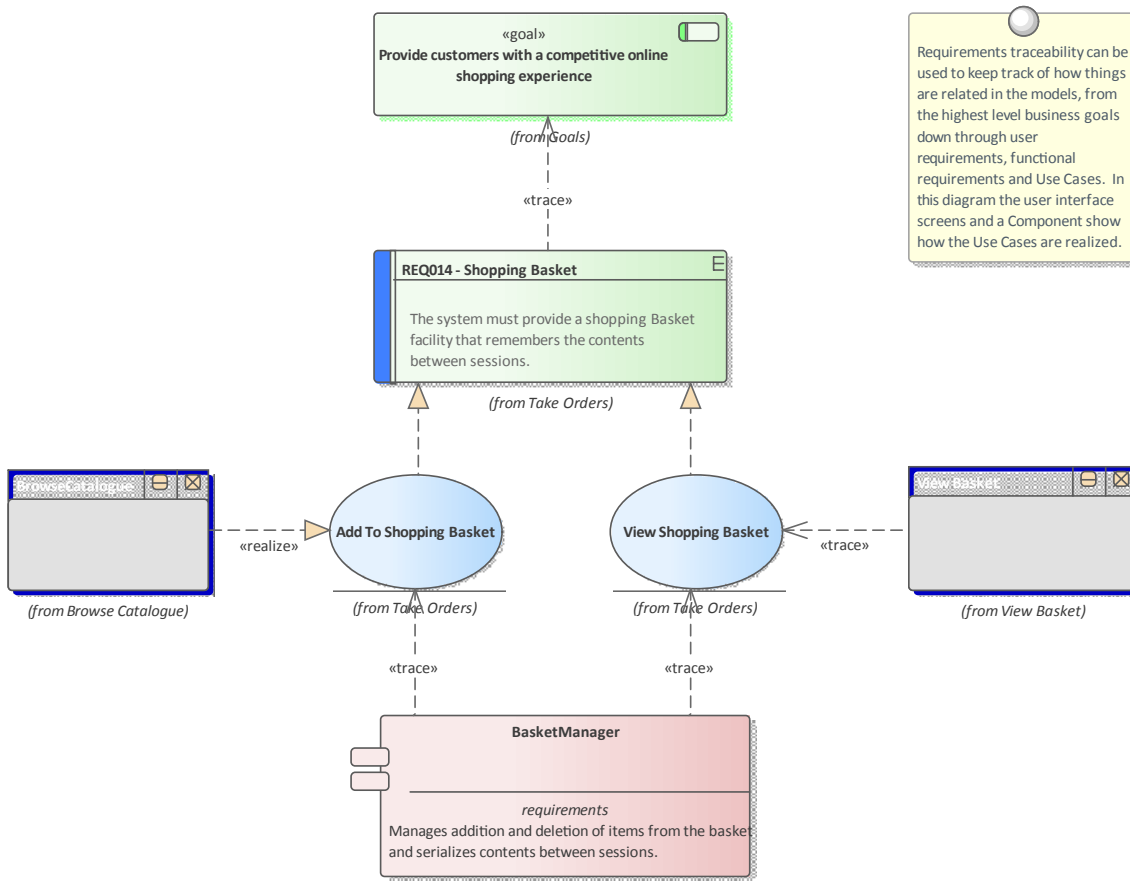 «goal»
Provide customers with a competitive online
shopping experience
(from Goals)
«trace»
Requirements traceability can be
used to keep track of how things
are related in the models, from
the highest level business goals
down through user
requirements, functional
requirements and Use Cases. In
this diagram the user interface
screens and a Component show
how the Use Cases are realized.
REQ014 - Shopping Basket
E
The system must provide a shopping Basket
facility that remembers the contents
between sessions.
(from Take Orders)
BrowseCatalogue
(from Browse Catalogue)
«realize»
Add To Shopping Basket
(from Take Orders)
View Shopping Basket
(from Take Orders)
«trace»
View Basket
(from View Basket)
«trace»
«trace»
BasketManager
requirements
Manages addition and deletion of items from the basket
and serializes contents between sessions.